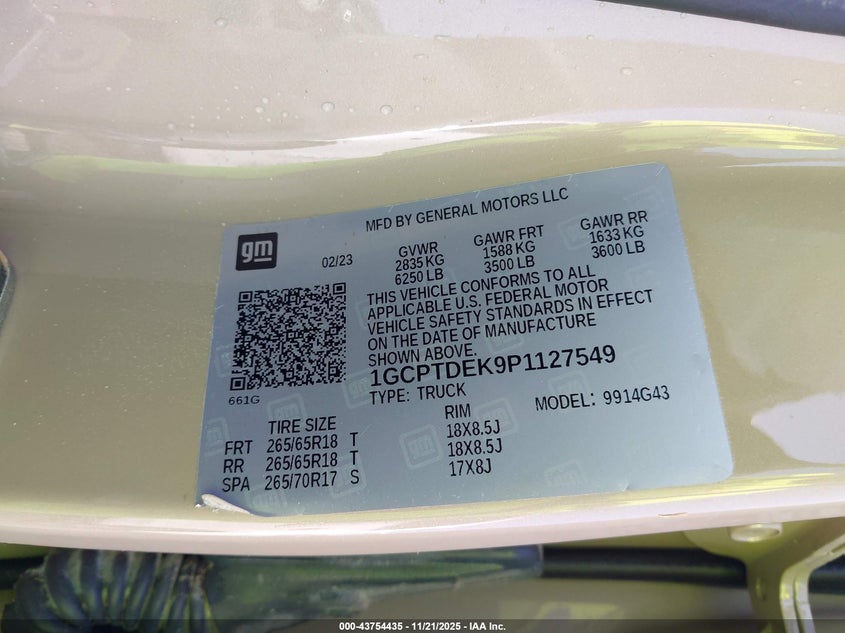 MFD BY GENERAL MOTORS LLC
gm
02/23
GVWR GAWR FRT GAWR RR
2835 KG 1588 KG 1633 KG
6250 LB 3500 LB 3600 LB
THIS VEHICLE CONFORMS TO ALL
APPLICABLE U.S. FEDERAL MOTOR
VEHICLE SAFETY STANDARDS IN EFFECT
ON THE DATE OF MANUFACTURE
SHOWN ABOVE.
1GCPTDEK9P1127549
661G
TYPE: TRUCK MODEL: 9914G43
TIRE SIZE RIM
FRT 265/65R18 T 18X8.5J
RR 265/65R18 T 18X8.5J
SPA 265/70R17 S 17X8J
000-43754435 - 11/21/2025 - IAA Inc.